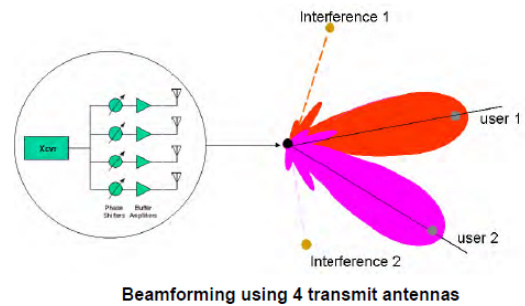 Interference 1
Xcvr
Phase
Shifters
Buffer
Amplifiers
user 1
user 2
Interference 2
Beamforming using 4 transmit antennas